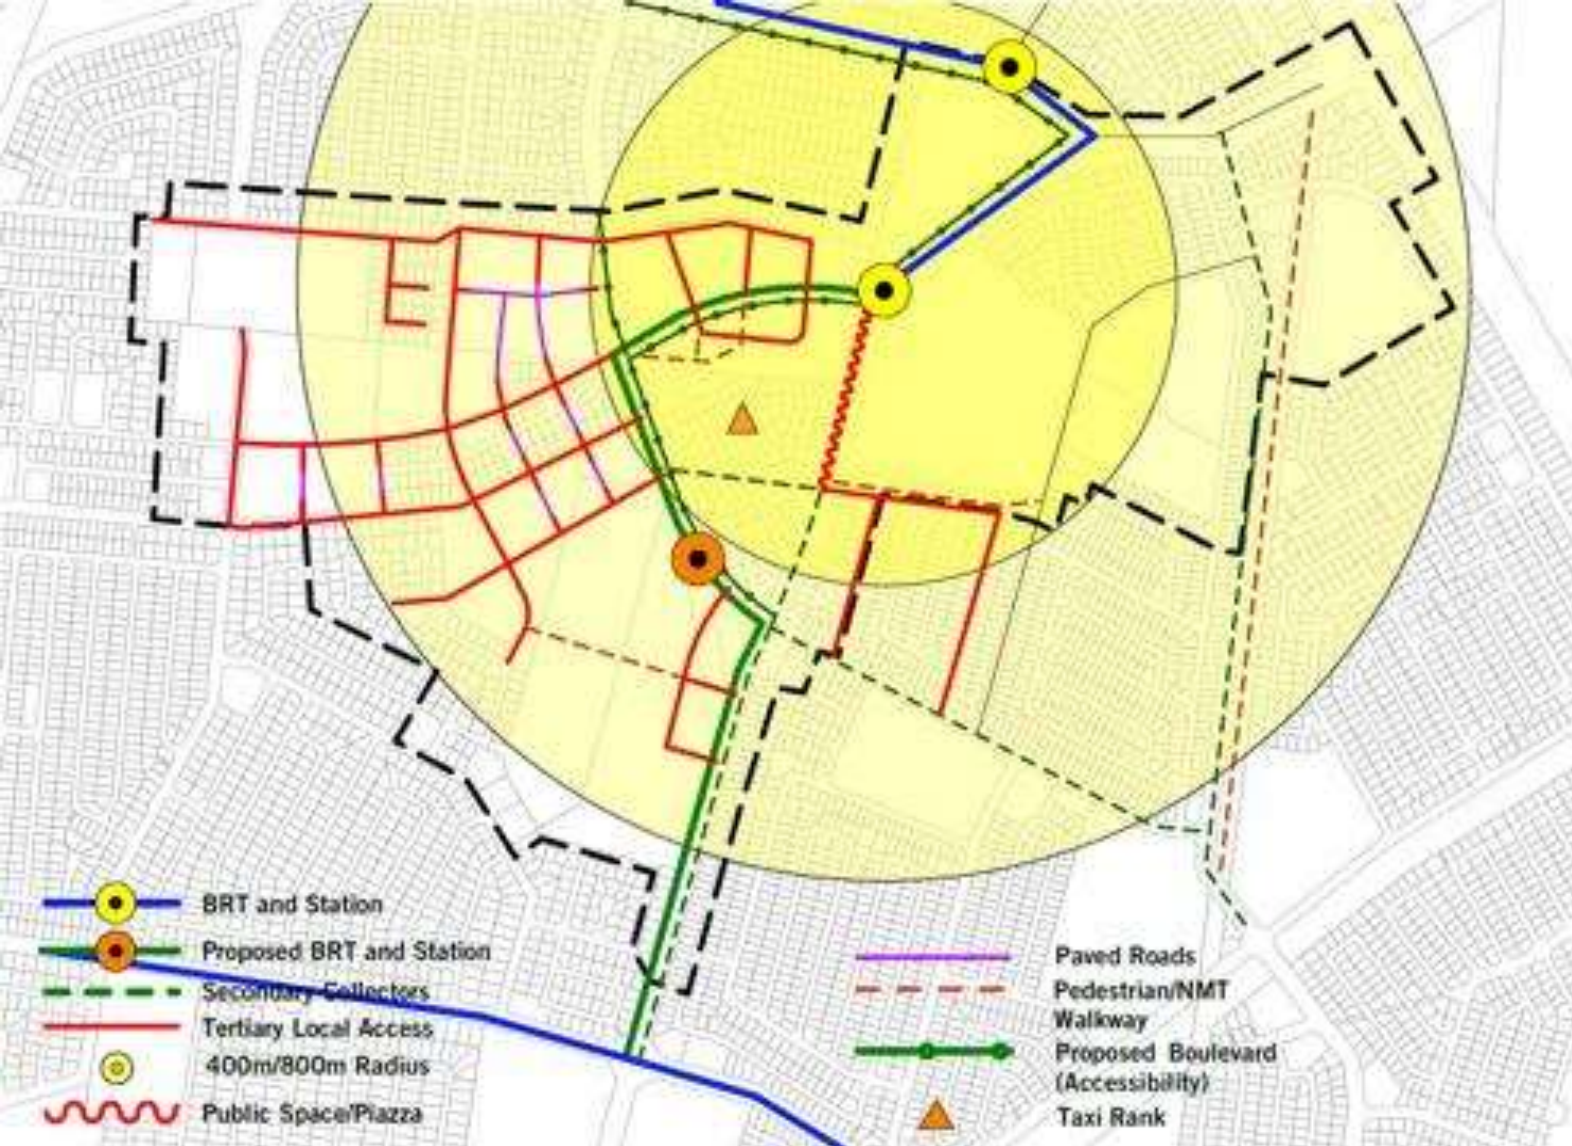 BRT and Station
Proposed BRT and Station
Secondary Collectors
Tertiary Local Access
400m/800m Radius
Public Space/Piazza
Paved Roads
Pedestrian/NMT
Walkway
Proposed Boulevard
(Accessibility)
Taxi Rank